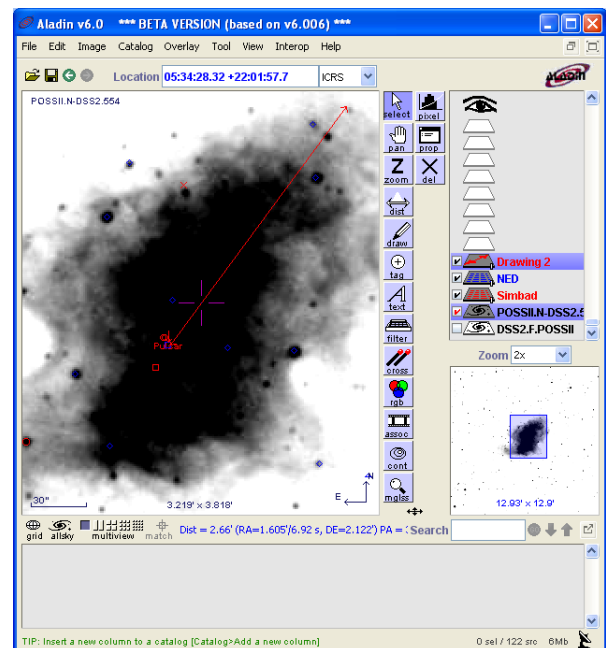 Aladin v6.0 *** BETA VERSION (based on v6.006) ***
File Edit Image Catalog Overlay Tool View Interop Help
Location 05:34:28.32 +22:01:57.7 ICRS
Aladin
POSSII.N-DSS2.554
select pixel
pan prop
zoom del
dist
draw
tag
text
filter
cross
rgb
assoc
cont
mglss
Drawing 2
NED
Simbad
POSSII.N-DSS2.5
DSS2.F.POSSII
Zoom 2x
30"
3.219' x 3.818'
N
E
12.93' x 12.9'
grid allsky multiview match Dist = 2.66' (RA=1.605'/6.92 s, DE=2.122') PA = Search
TIP: Insert a new column to a catalog [Catalog>Add a new column] 0 sel / 122 src 6Mb